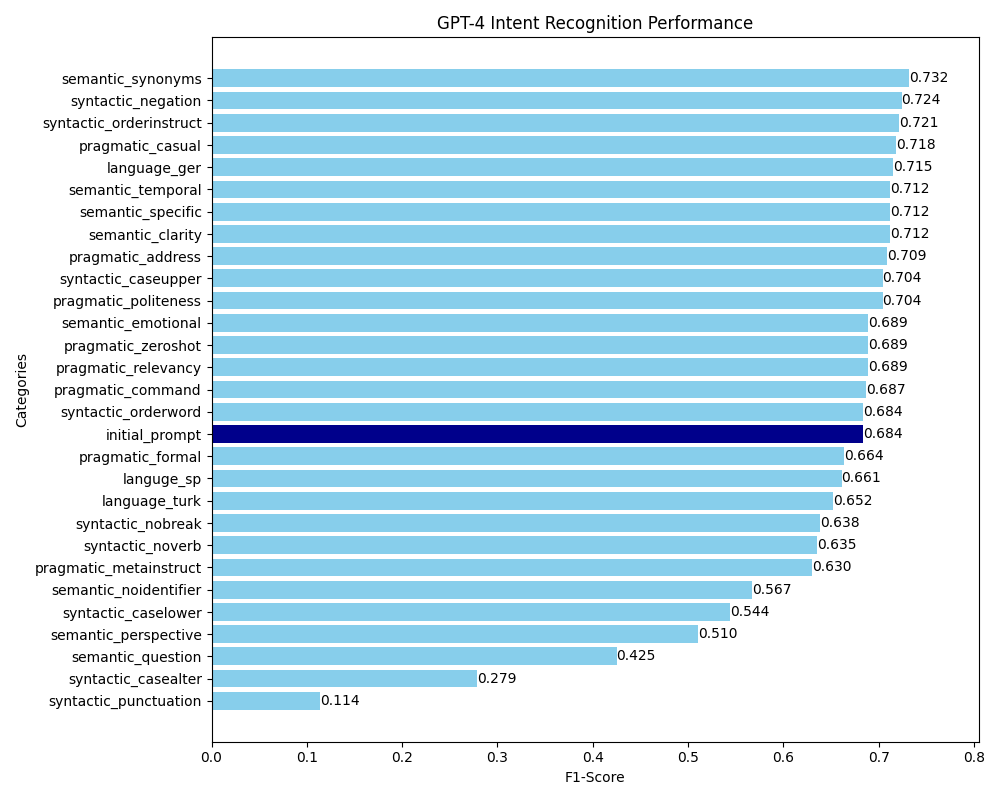 GPT-4 Intent Recognition Performance
Categories
semantic_synonyms 0.732
syntactic_negation 0.724
syntactic_orderinstruct 0.721
pragmatic_casual 0.718
language_ger 0.715
semantic_temporal 0.712
semantic_specific 0.712
semantic_clarity 0.712
pragmatic_address 0.709
syntactic_caseupper 0.704
pragmatic_politeness 0.704
semantic_emotional 0.689
pragmatic_zeroshot 0.689
pragmatic_relevancy 0.689
pragmatic_command 0.687
syntactic_orderword 0.684
initial_prompt 0.684
pragmatic_formal 0.664
languge_sp 0.661
language_turk 0.652
syntactic_nobreak 0.638
syntactic_noverb 0.635
pragmatic_metainstruct 0.630
semantic_noidentifier 0.567
syntactic_caselower 0.544
semantic_perspective 0.510
semantic_question 0.425
syntactic_casealter 0.279
syntactic_punctuation 0.114
0.0 0.1 0.2 0.3 0.4 0.5 0.6 0.7 0.8
F1-Score